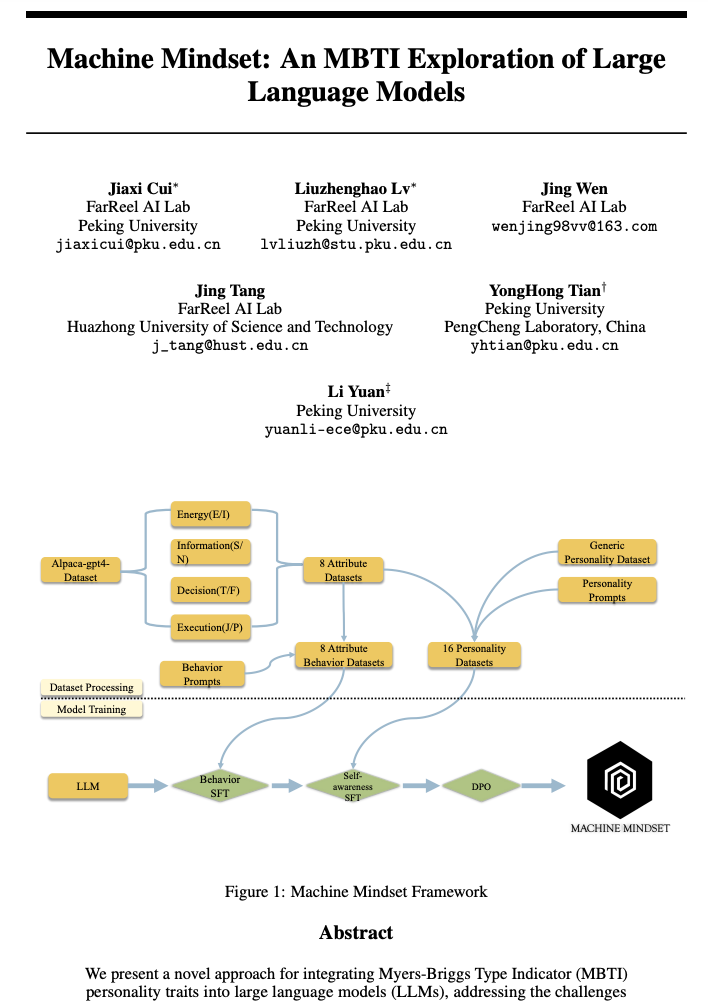 Machine Mindset: An MBTI Exploration of Large
Language Models
Jiaxi Cui*
FarReel AI Lab
Peking University
jiaxicui@pku.edu.cn
Liuzhenghao Lv*
FarReel AI Lab
Peking University
lvliuzh@stu.pku.edu.cn
Jing Wen
FarReel AI Lab
wenjing98vv@163.com
Jing Tang
FarReel AI Lab
Huazhong University of Science and Technology
j_tang@hust.edu.cn
YongHong Tian†
Peking University
PengCheng Laboratory, China
yhtian@pku.edu.cn
Li Yuan‡
Peking University
yuanli-ece@pku.edu.cn
Alpaca-gpt4-
Dataset
Energy(E/I)
Information(S/
N)
Decision(T/F)
Execution(J/P)
8 Attribute
Datasets
Generic
Personality Dataset
Personality
Prompts
Behavior
Prompts
8 Attribute
Behavior Datasets
16 Personality
Datasets
Dataset Processing
Model Training
LLM
Behavior
SFT
Self-
awareness
SFT
DPO
MACHINE MINDSET
Figure 1: Machine Mindset Framework
Abstract
We present a novel approach for integrating Myers-Briggs Type Indicator (MBTI)
personality traits into large language models (LLMs), addressing the challenges